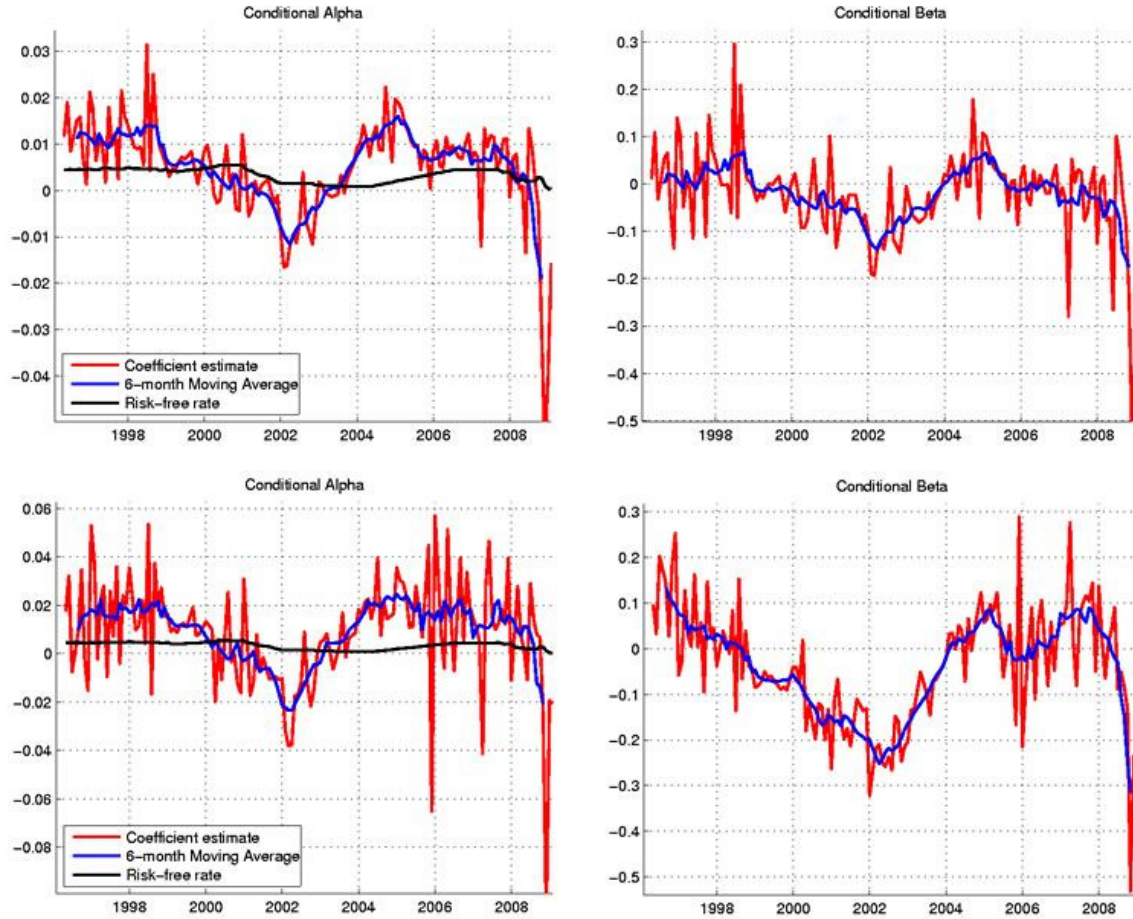 Conditional Alpha
0.03
0.02
0.01
0
−0.01
−0.02
−0.03
−0.04
Coefficient estimate
6−month Moving Average
Risk−free rate
1998 2000 2002 2004 2006 2008
Conditional Beta
0.3
0.2
0.1
0
−0.1
−0.2
−0.3
−0.4
−0.5
1998 2000 2002 2004 2006 2008
Conditional Alpha
0.06
0.04
0.02
0
−0.02
−0.04
−0.06
−0.08
Coefficient estimate
6−month Moving Average
Risk−free rate
1998 2000 2002 2004 2006 2008
Conditional Beta
0.3
0.2
0.1
0
−0.1
−0.2
−0.3
−0.4
−0.5
1998 2000 2002 2004 2006 2008